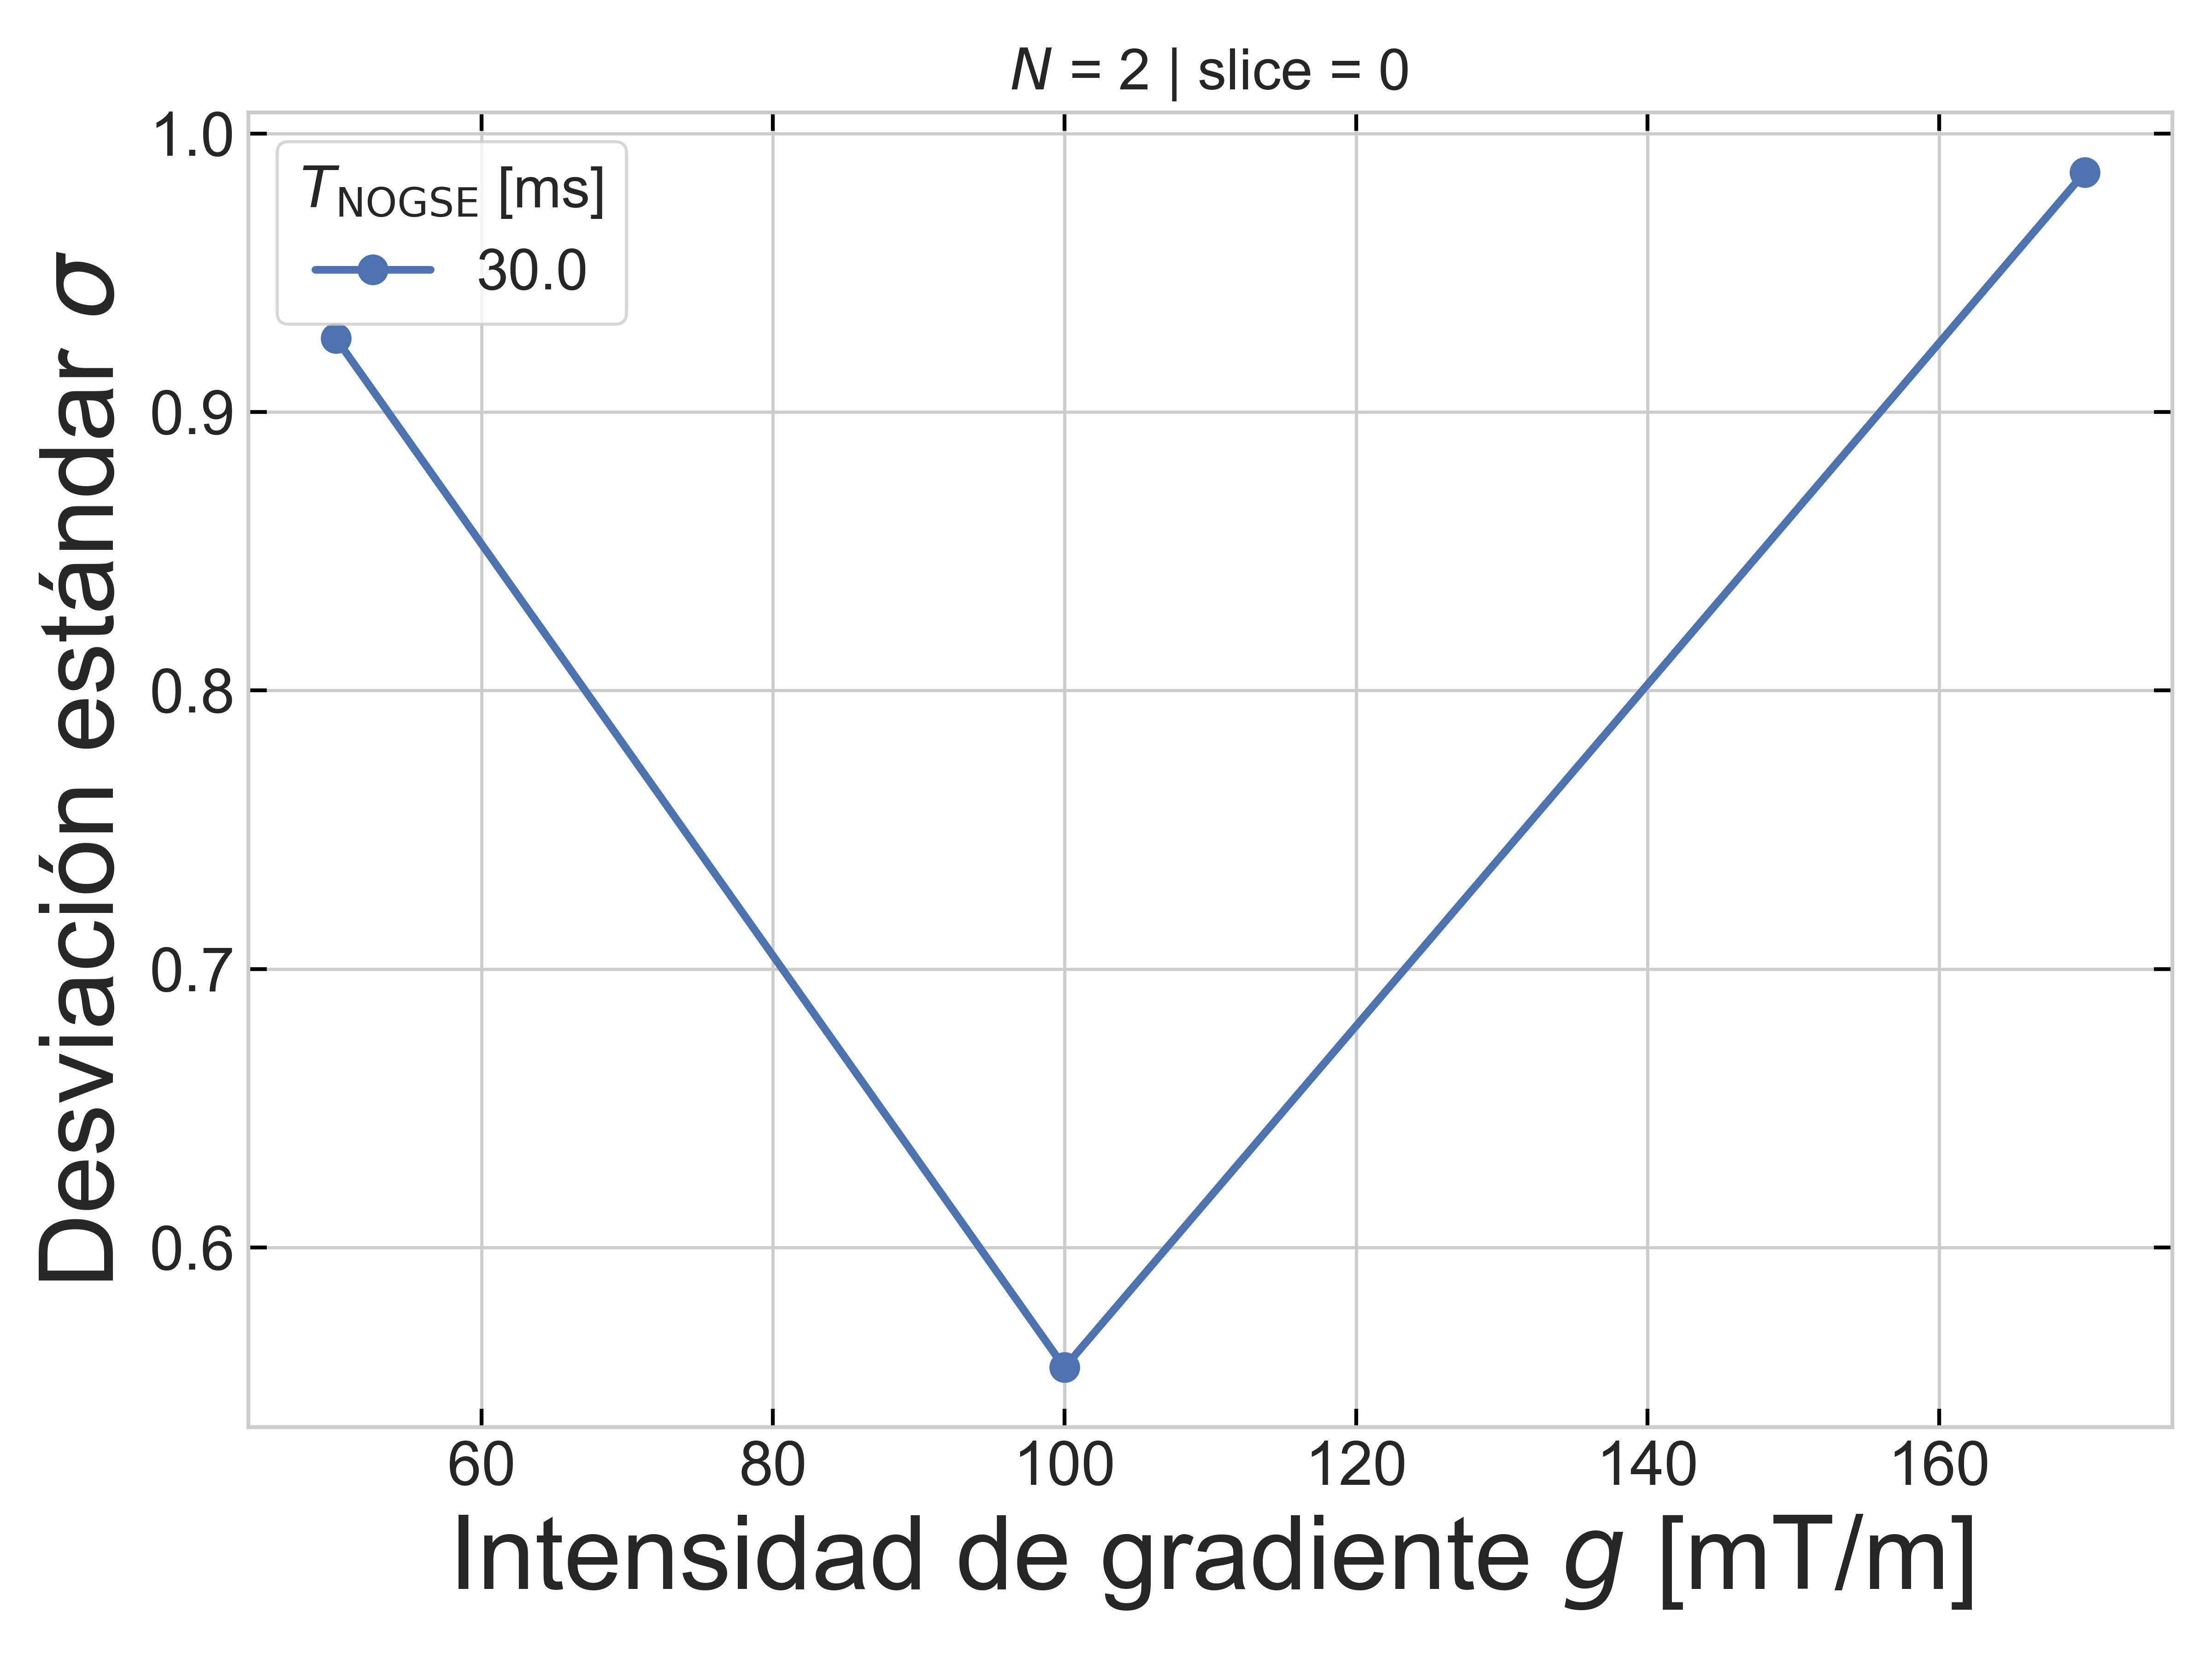 N = 2 | slice = 0
T_NOGSE [ms]
30.0
Desviación estándar σ
1.0
0.9
0.8
0.7
0.6
60 80 100 120 140 160
Intensidad de gradiente g [mT/m]